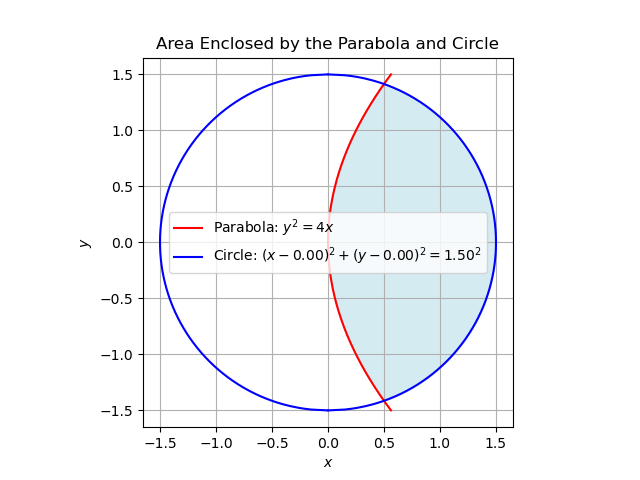 Area Enclosed by the Parabola and Circle
1.5
1.0
0.5
0.0
−0.5
−1.0
−1.5
y
Parabola: y² = 4x
Circle: (x − 0.00)² + (y − 0.00)² = 1.50²
−1.5 −1.0 −0.5 0.0 0.5 1.0 1.5
x